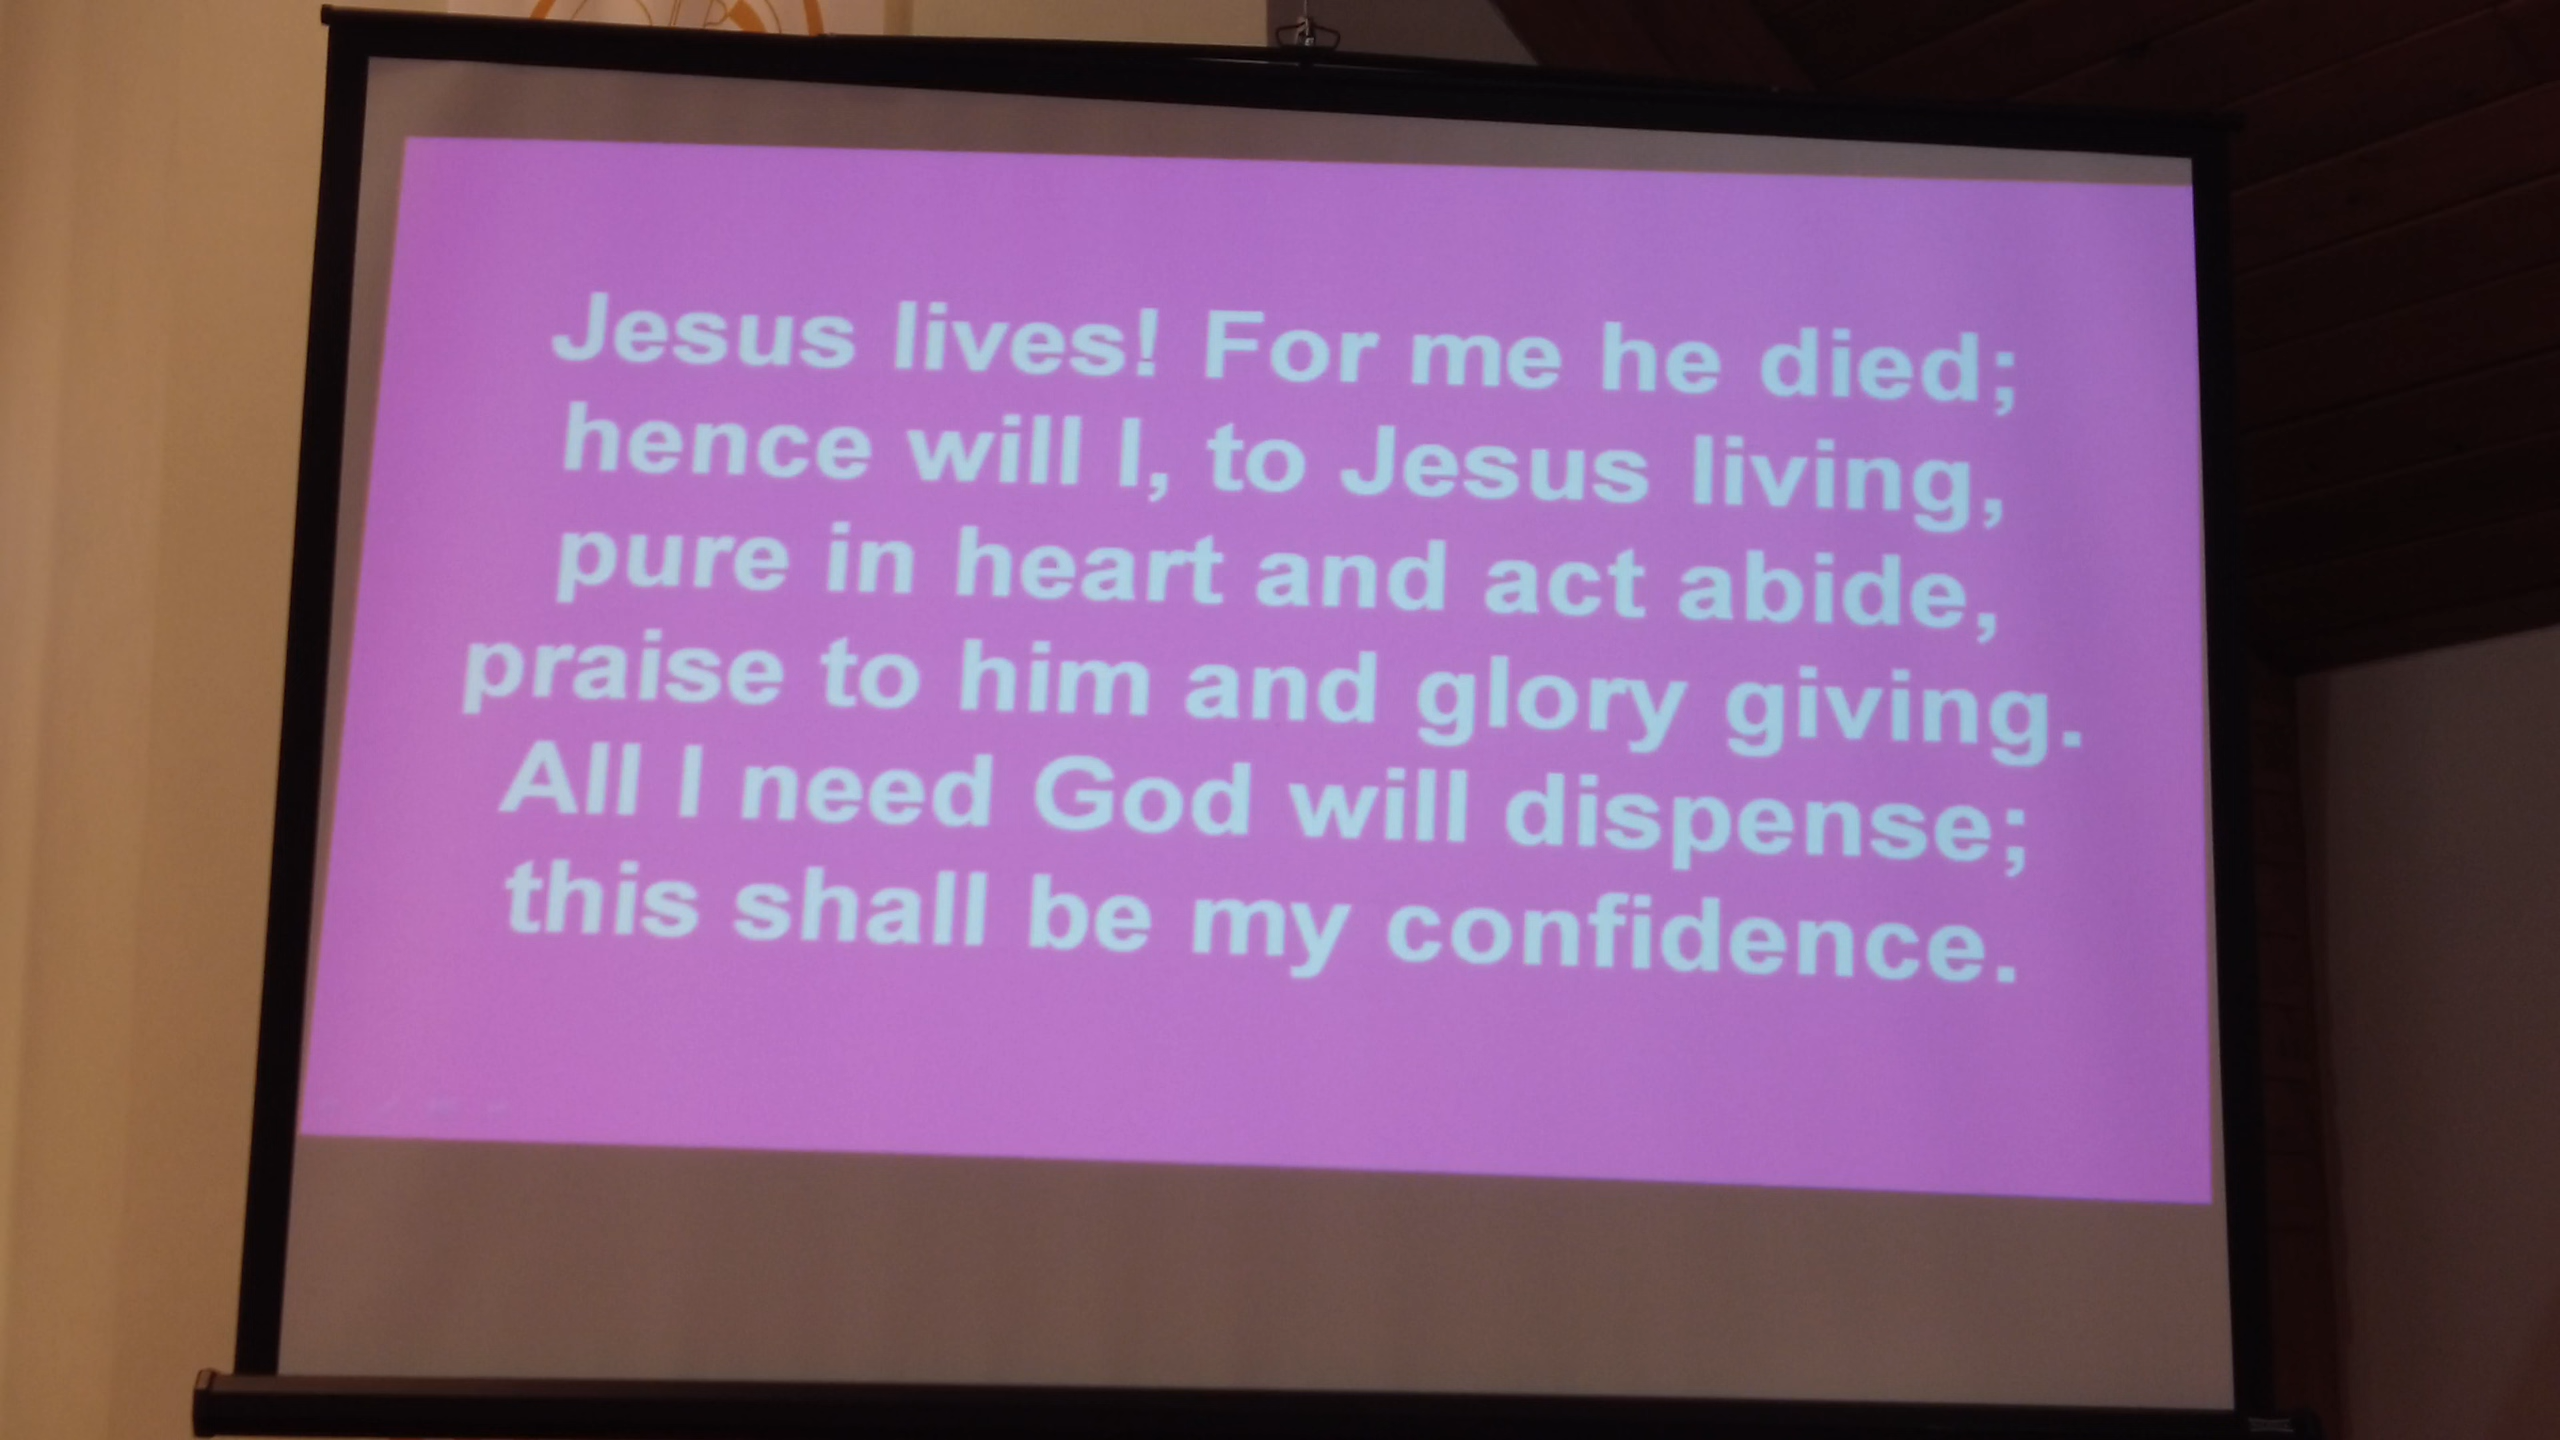 Jesus lives! For me he died;
hence will I, to Jesus living,
pure in heart and act abide,
praise to him and glory giving.
All I need God will dispense;
this shall be my confidence.